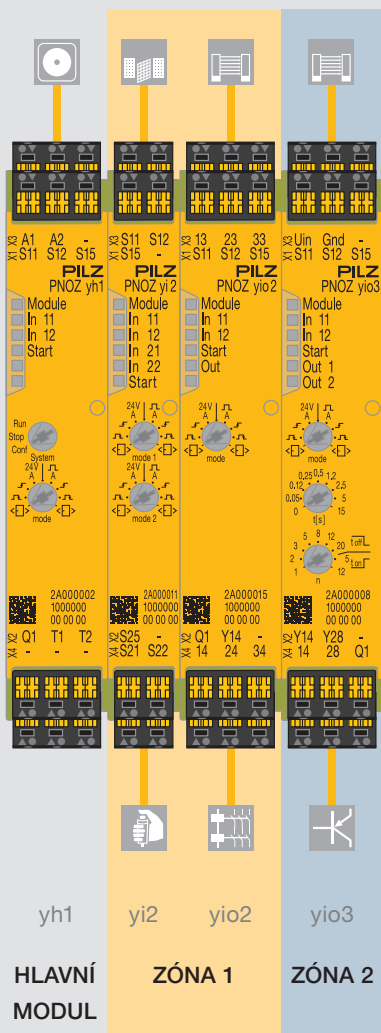 X3 A1 A2 -
X1 S11 S12 S15
PILZ
PNOZ yh1
Module
In 11
In 12
Start
Run
Stop
Conf
System
24V
A A
mode
2A000002
1000000
00 00 00
X2 Q1 T1 T2
X4 - - -
X3 S11 S12
X1 S15 -
PILZ
PNOZ yi2
Module
In 11
In 12
In 21
In 22
Start
24V
A A
mode 1
24V
A A
mode 2
2A000011
1000000
00 00 00
X2 S25 -
X4 S21 S22
X3 13 23 33
X1 S11 S12 S15
PILZ
PNOZ yio2
Module
In 11
In 12
Start
Out
24V
A A
mode
2A000015
1000000
00 00 00
X2 Q1 Y14 -
X4 14 24 34
X3 Uin Gnd -
X1 S11 S12 S15
PILZ
PNOZ yio3
Module
In 11
In 12
Start
Out 1
Out 2
24V
A A
mode
0 0.05 0.12 0,25 0,5 1.2 2.5 5 15
t[s]
1 2 3 5 8 12 20 5 12
n
t off
t on
2A000008
1000000
00 00 00
X2 Y14 Y28 -
X4 14 28 Q1
yh1 yi2 yio2 yio3
HLAVNÍ
MODUL
ZÓNA 1
ZÓNA 2